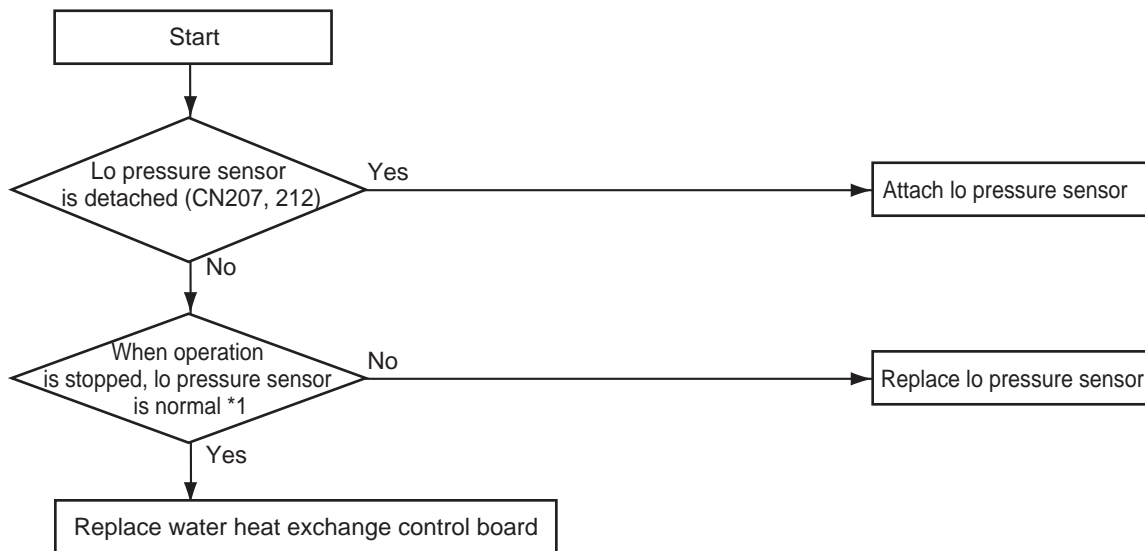 Start
Lo pressure sensor
is detached (CN207, 212)
Yes
Attach lo pressure sensor
No
When operation
is stopped, lo pressure sensor
is normal *1
No
Replace lo pressure sensor
Yes
Replace water heat exchange control board